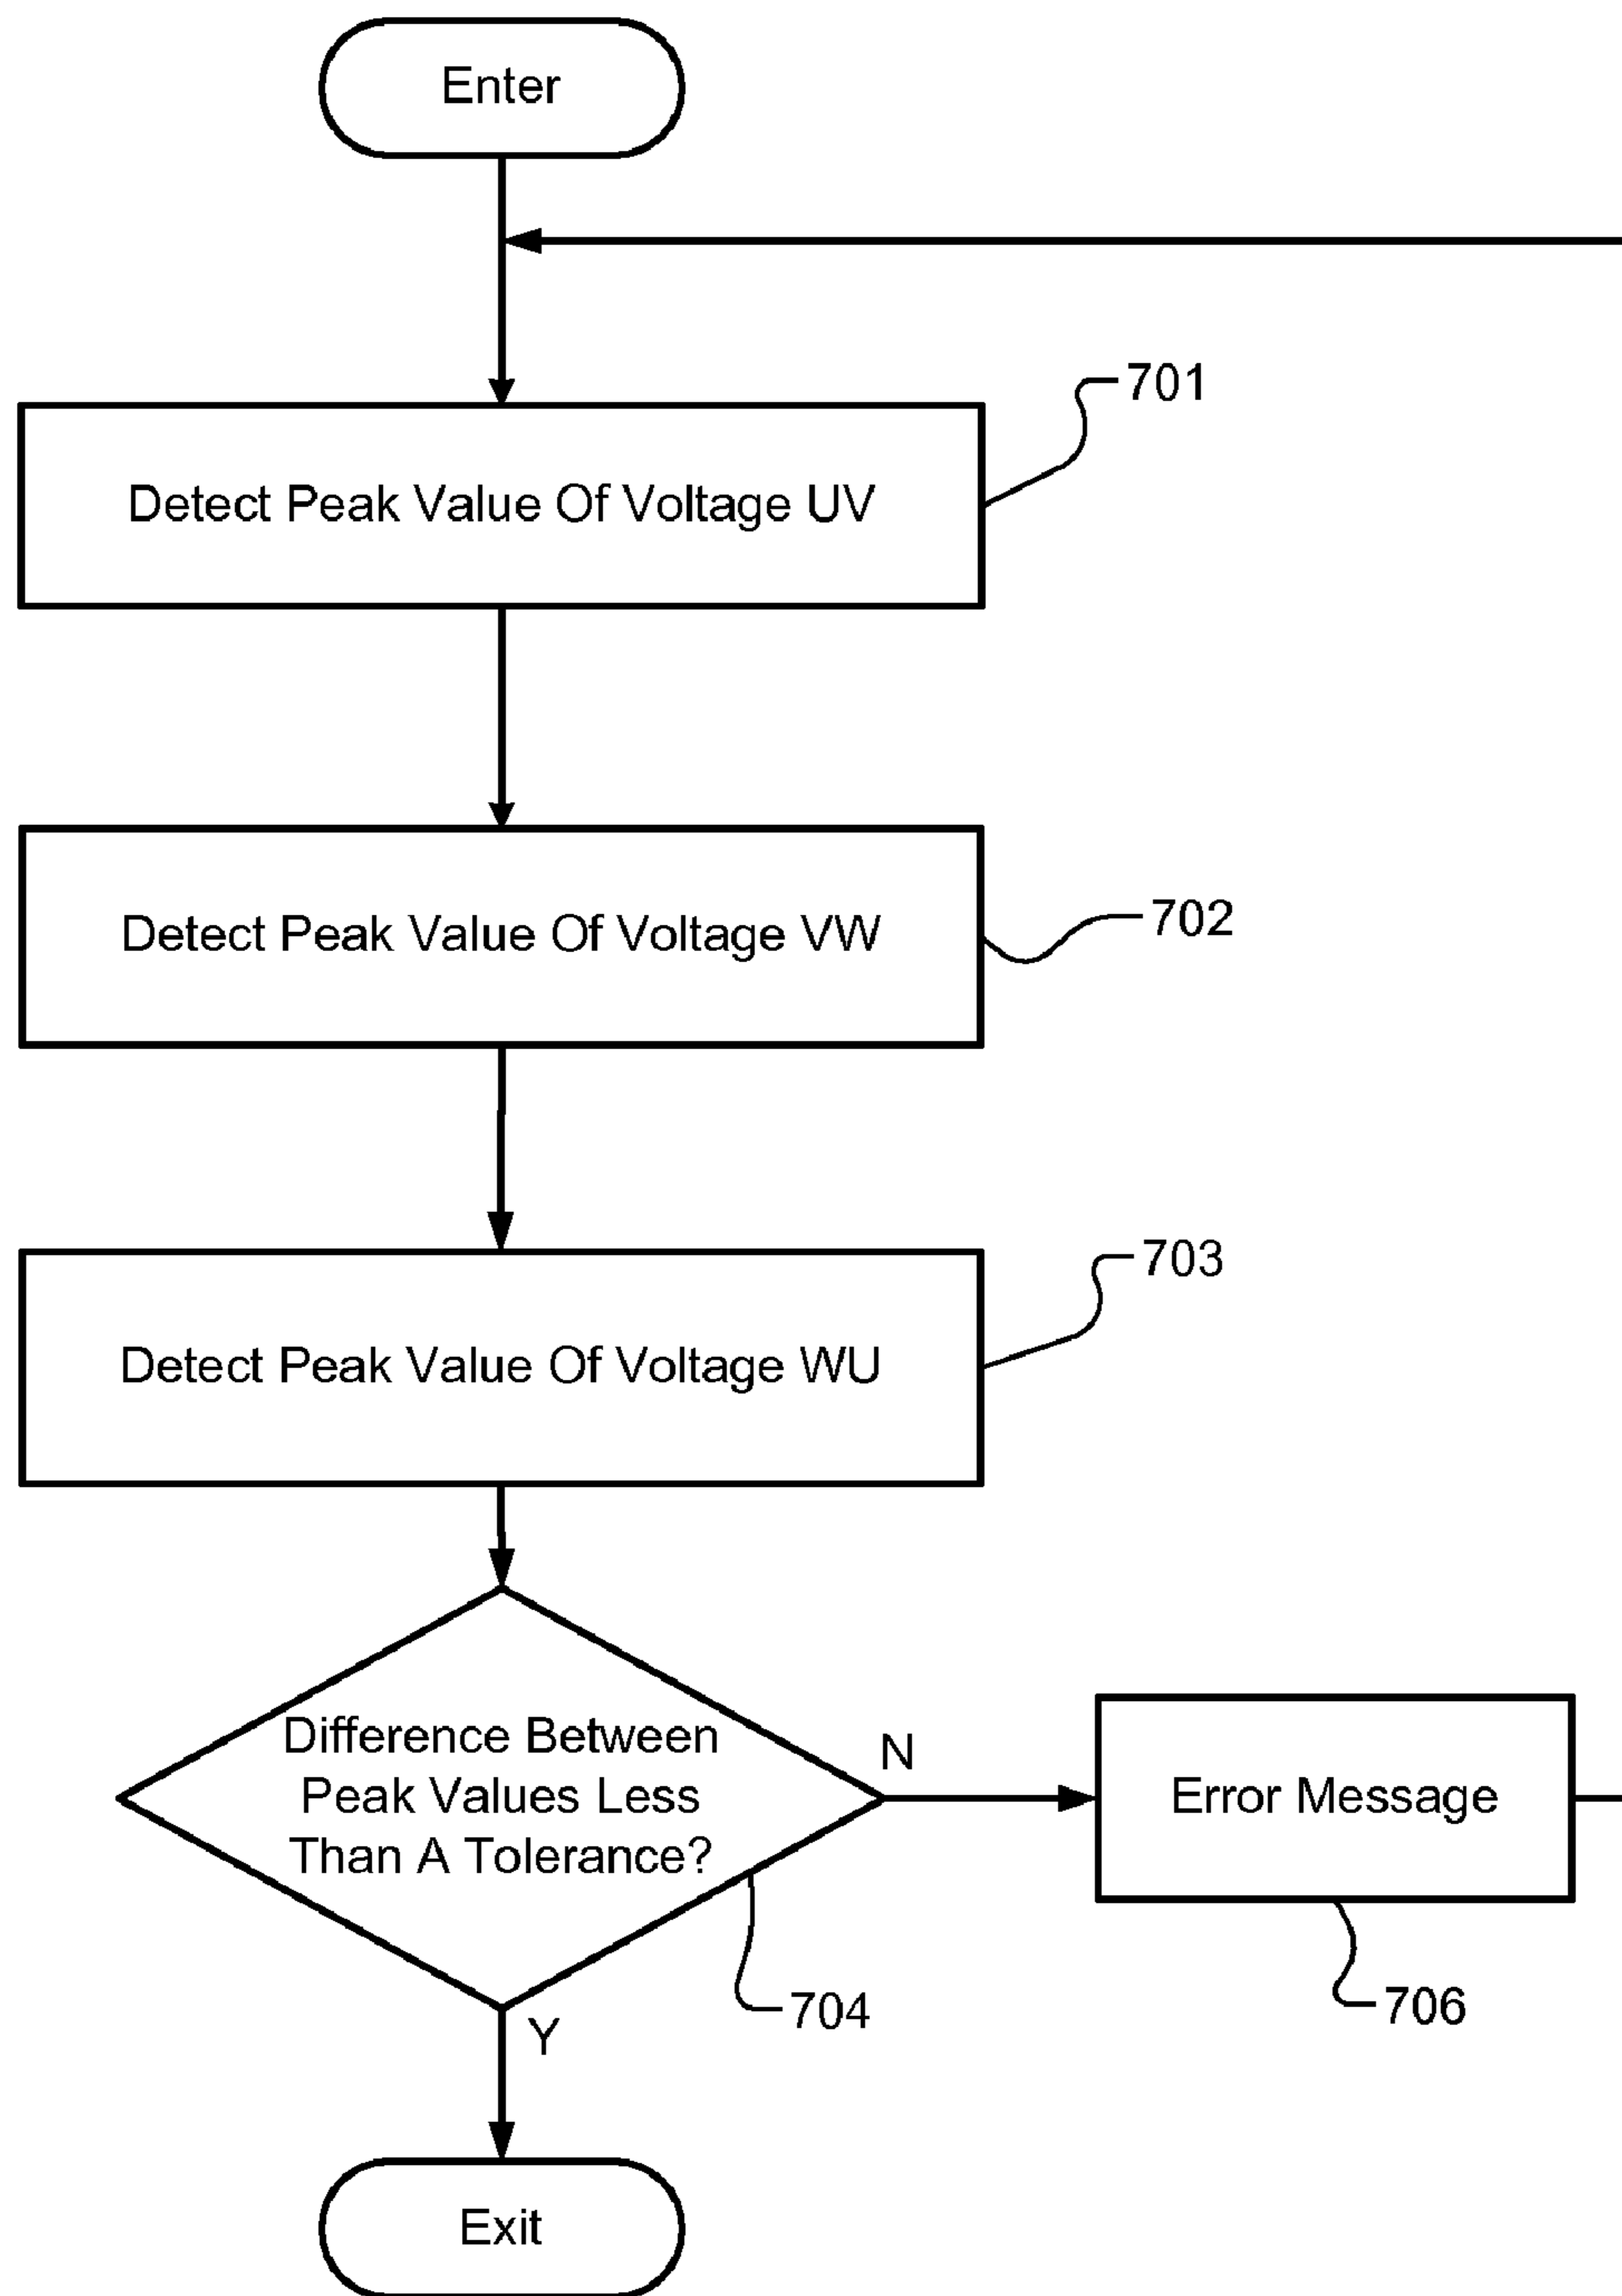 Enter
701
Detect Peak Value Of Voltage UV
702
Detect Peak Value Of Voltage VW
703
Detect Peak Value Of Voltage WU
Difference Between
Peak Values Less
Than A Tolerance?
N
Error Message
704
706
Y
Exit